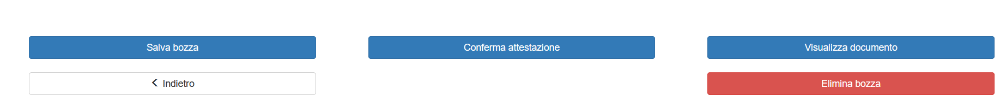 Salva bozza
Conferma attestazione
Visualizza documento
Indietro
Elimina bozza